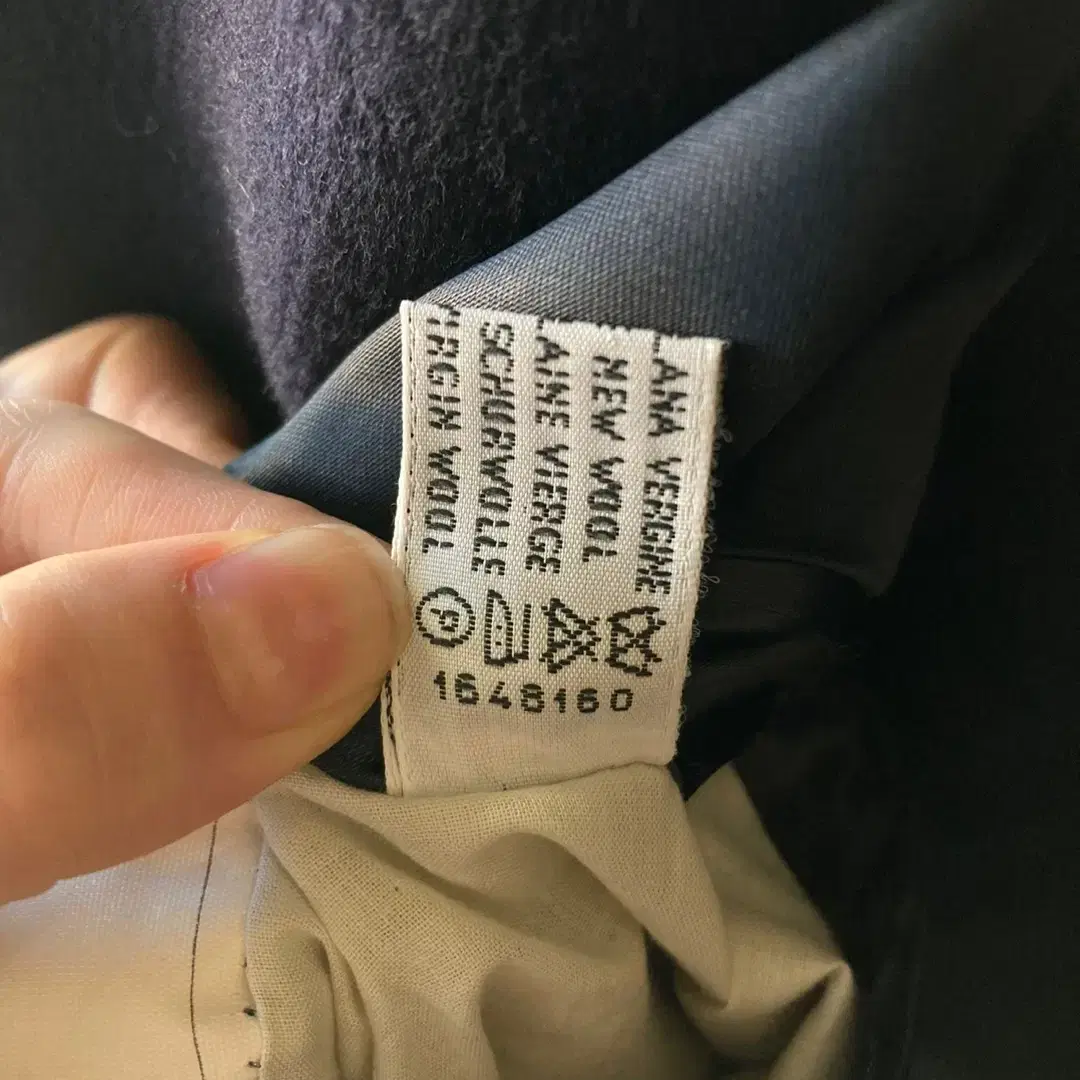 VIRGIN WOOL
SCHURWOLLE
LAINE VIERGE
NEW WOOL
LANA VERGINE
P
1648160